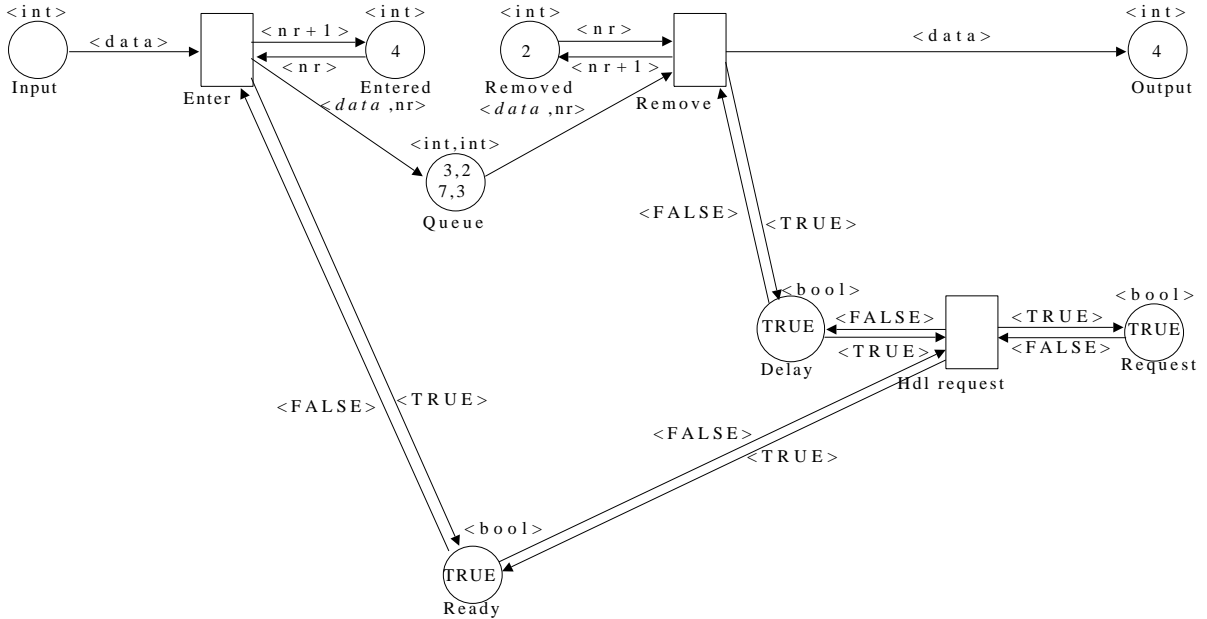 <int>
<int>
<int>
<int>
<data>
<nr+1>
<nr>
<data>
4
2
4
<nr>
<nr+1>
Input
Enter
Entered
Removed
Remove
Output
<data,nr>
<data,nr>
<int,int>
3,2
7,3
Queue
<FALSE>
<TRUE>
<bool>
<bool>
TRUE
<FALSE>
<TRUE>
TRUE
<TRUE>
<FALSE>
Delay
Hdl request
Request
<FALSE>
<TRUE>
<FALSE>
<TRUE>
<bool>
TRUE
Ready